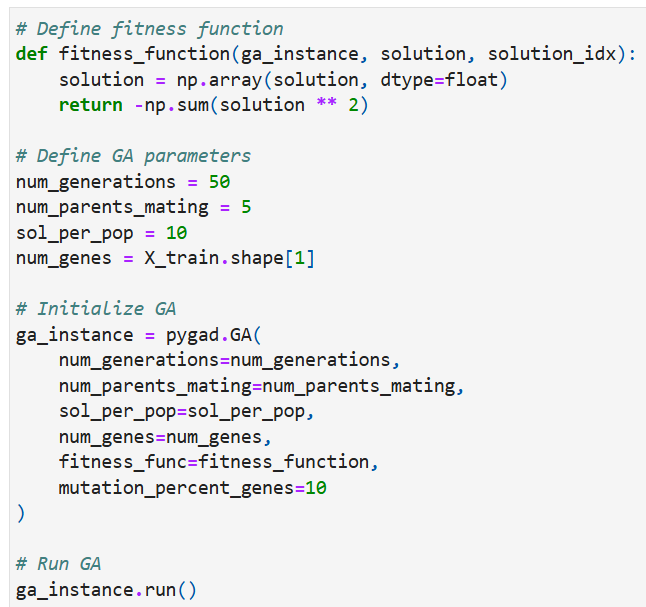 # Define fitness function
def fitness_function(ga_instance, solution, solution_idx):
    solution = np.array(solution, dtype=float)
    return -np.sum(solution ** 2)

# Define GA parameters
num_generations = 50
num_parents_mating = 5
sol_per_pop = 10
num_genes = X_train.shape[1]

# Initialize GA
ga_instance = pygad.GA(
    num_generations=num_generations,
    num_parents_mating=num_parents_mating,
    sol_per_pop=sol_per_pop,
    num_genes=num_genes,
    fitness_func=fitness_function,
    mutation_percent_genes=10
)

# Run GA
ga_instance.run()